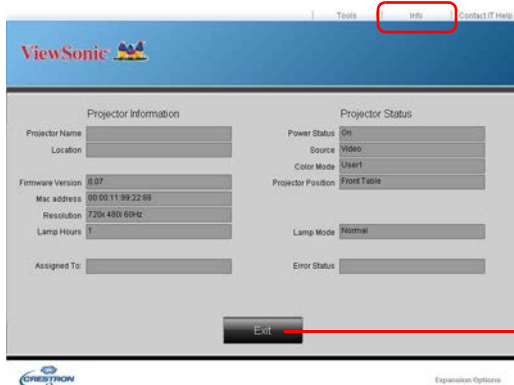 Tools Info Contact IT Help
ViewSonic
Projector Information
Projector Name
Location
Firmware Version 0.07
Mac address 00:00:11:99:22:88
Resolution 720x 480i 60Hz
Lamp Hours 1
Assigned To:
Projector Status
Power Status On
Source Video
Color Mode User1
Projector Position Front Table
Lamp Mode Normal
Error Status
Exit
CRESTRON
Expansion Options